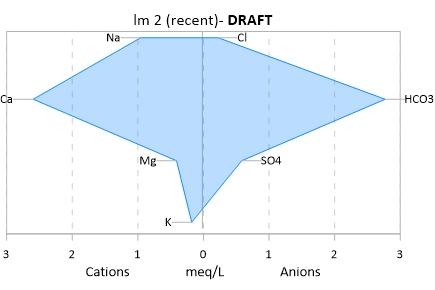 lm 2 (recent)- DRAFT
Na Cl
Ca HCO3
Mg SO4
K
3 2 1 0 1 2 3
Cations meq/L Anions